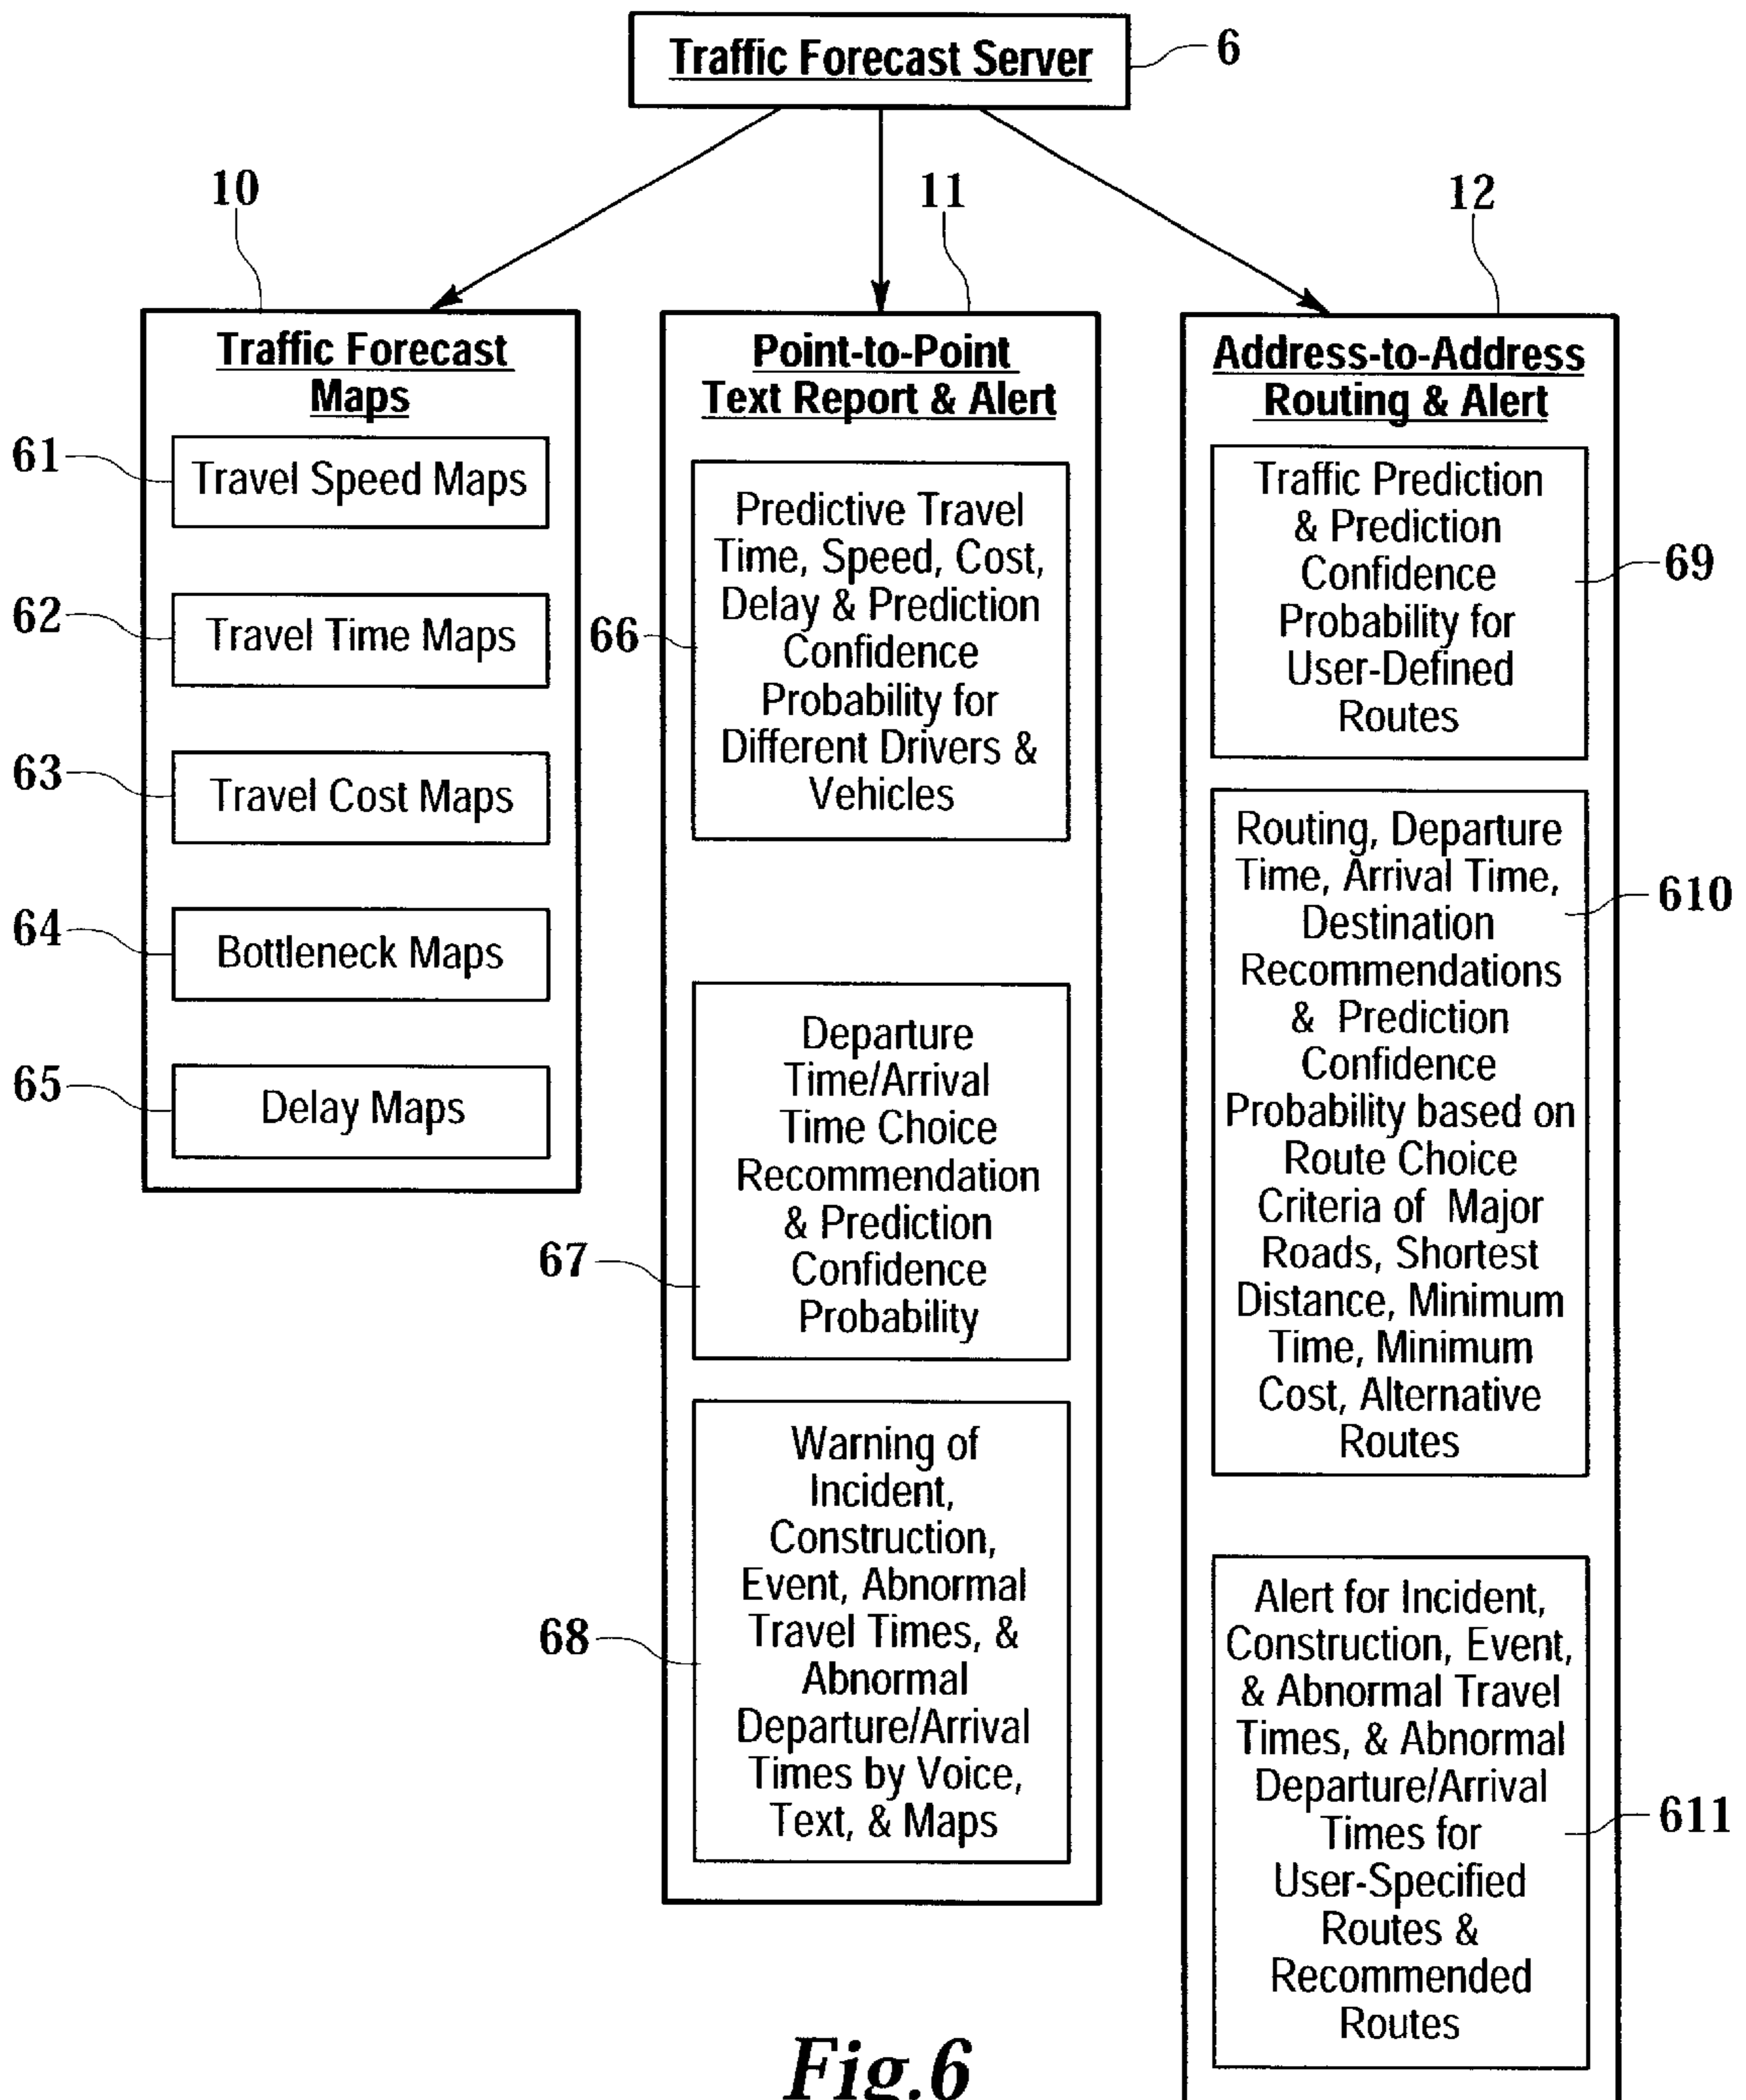 Traffic Forecast Server
6
10
Traffic Forecast
Maps
61
Travel Speed Maps
62
Travel Time Maps
63
Travel Cost Maps
64
Bottleneck Maps
65
Delay Maps
11
Point-to-Point
Text Report & Alert
66
Predictive Travel
Time, Speed, Cost,
Delay & Prediction
Confidence
Probability for
Different Drivers &
Vehicles
67
Departure
Time/Arrival
Time Choice
Recommendation
& Prediction
Confidence
Probability
68
Warning of
Incident,
Construction,
Event, Abnormal
Travel Times, &
Abnormal
Departure/Arrival
Times by Voice,
Text, & Maps
12
Address-to-Address
Routing & Alert
69
Traffic Prediction
& Prediction
Confidence
Probability for
User-Defined
Routes
610
Routing, Departure
Time, Arrival Time,
Destination
Recommendations
& Prediction
Confidence
Probability based on
Route Choice
Criteria of Major
Roads, Shortest
Distance, Minimum
Time, Minimum
Cost, Alternative
Routes
611
Alert for Incident,
Construction, Event,
& Abnormal Travel
Times, & Abnormal
Departure/Arrival
Times for
User-Specified
Routes &
Recommended
Routes
Fig.6